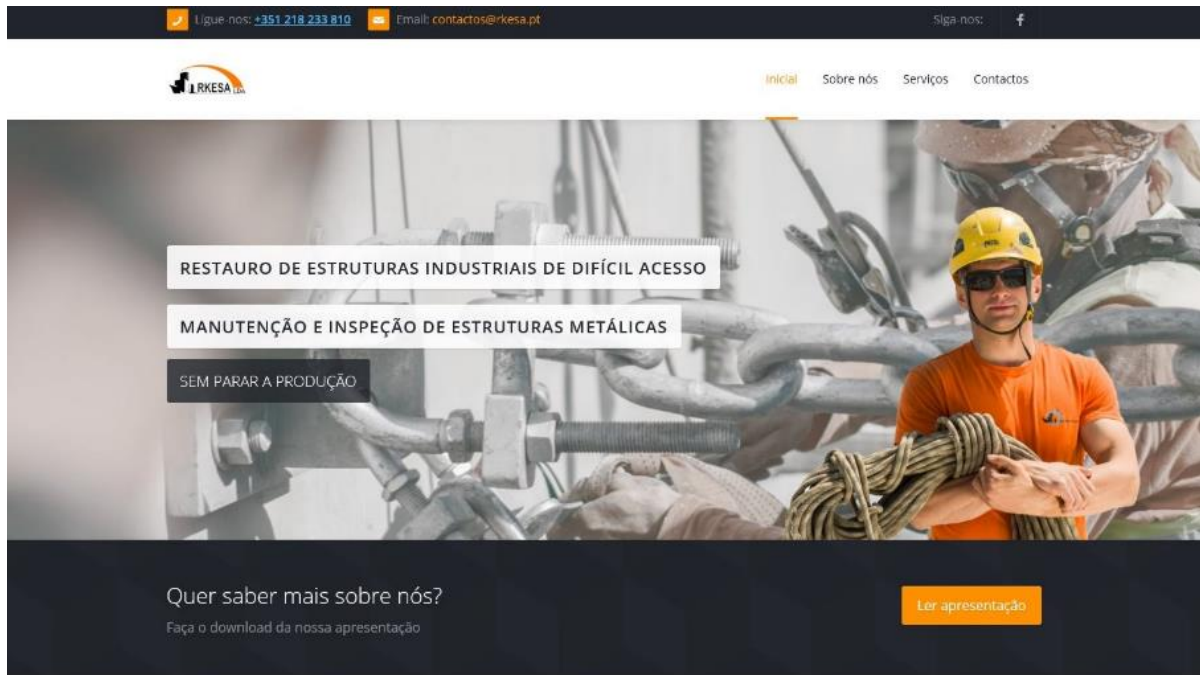 Ligue-nos: +351 218 233 810 Email: contactos@rkesa.pt Siga-nos:
RKESA LDA
Inicial Sobre nós Serviços Contactos
RESTAURO DE ESTRUTURAS INDUSTRIAIS DE DIFÍCIL ACESSO
MANUTENÇÃO E INSPEÇÃO DE ESTRUTURAS METÁLICAS
SEM PARAR A PRODUÇÃO
Quer saber mais sobre nós?
Faça o download da nossa apresentação
Ler apresentação